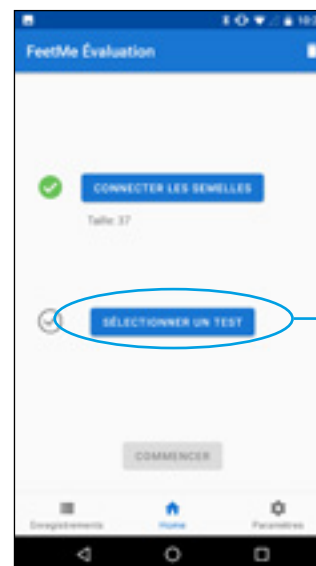 FeetMe Évaluation
CONNECTER LES SEMELLES
Taille: 37
SÉLECTIONNER UN TEST
COMMENCER
Enregistrements
Home
Paramètres